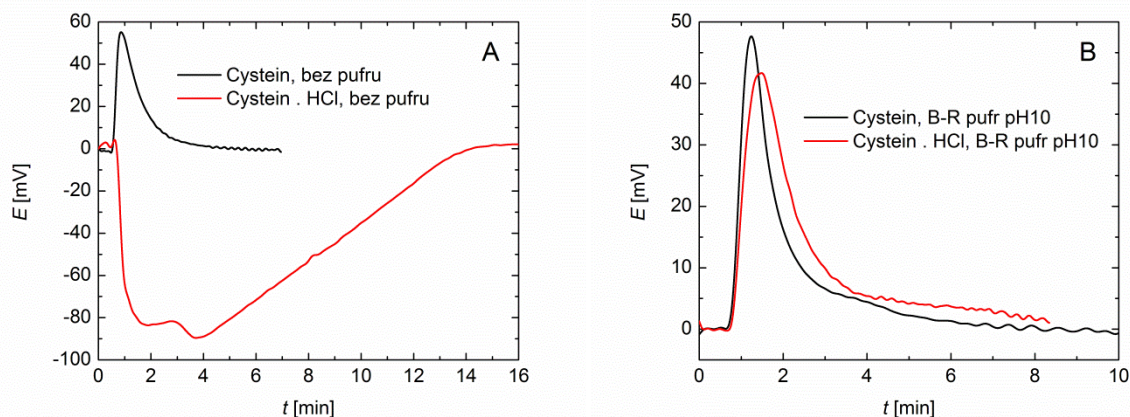 A
Cystein, bez pufru
Cystein . HCl, bez pufru
60
40
20
0
-20
-40
-60
-80
-100
E [mV]
0 2 4 6 8 10 12 14 16
t [min]
B
Cystein, B-R pufr pH10
Cystein . HCl, B-R pufr pH10
50
40
30
20
10
0
E [mV]
0 2 4 6 8 10
t [min]